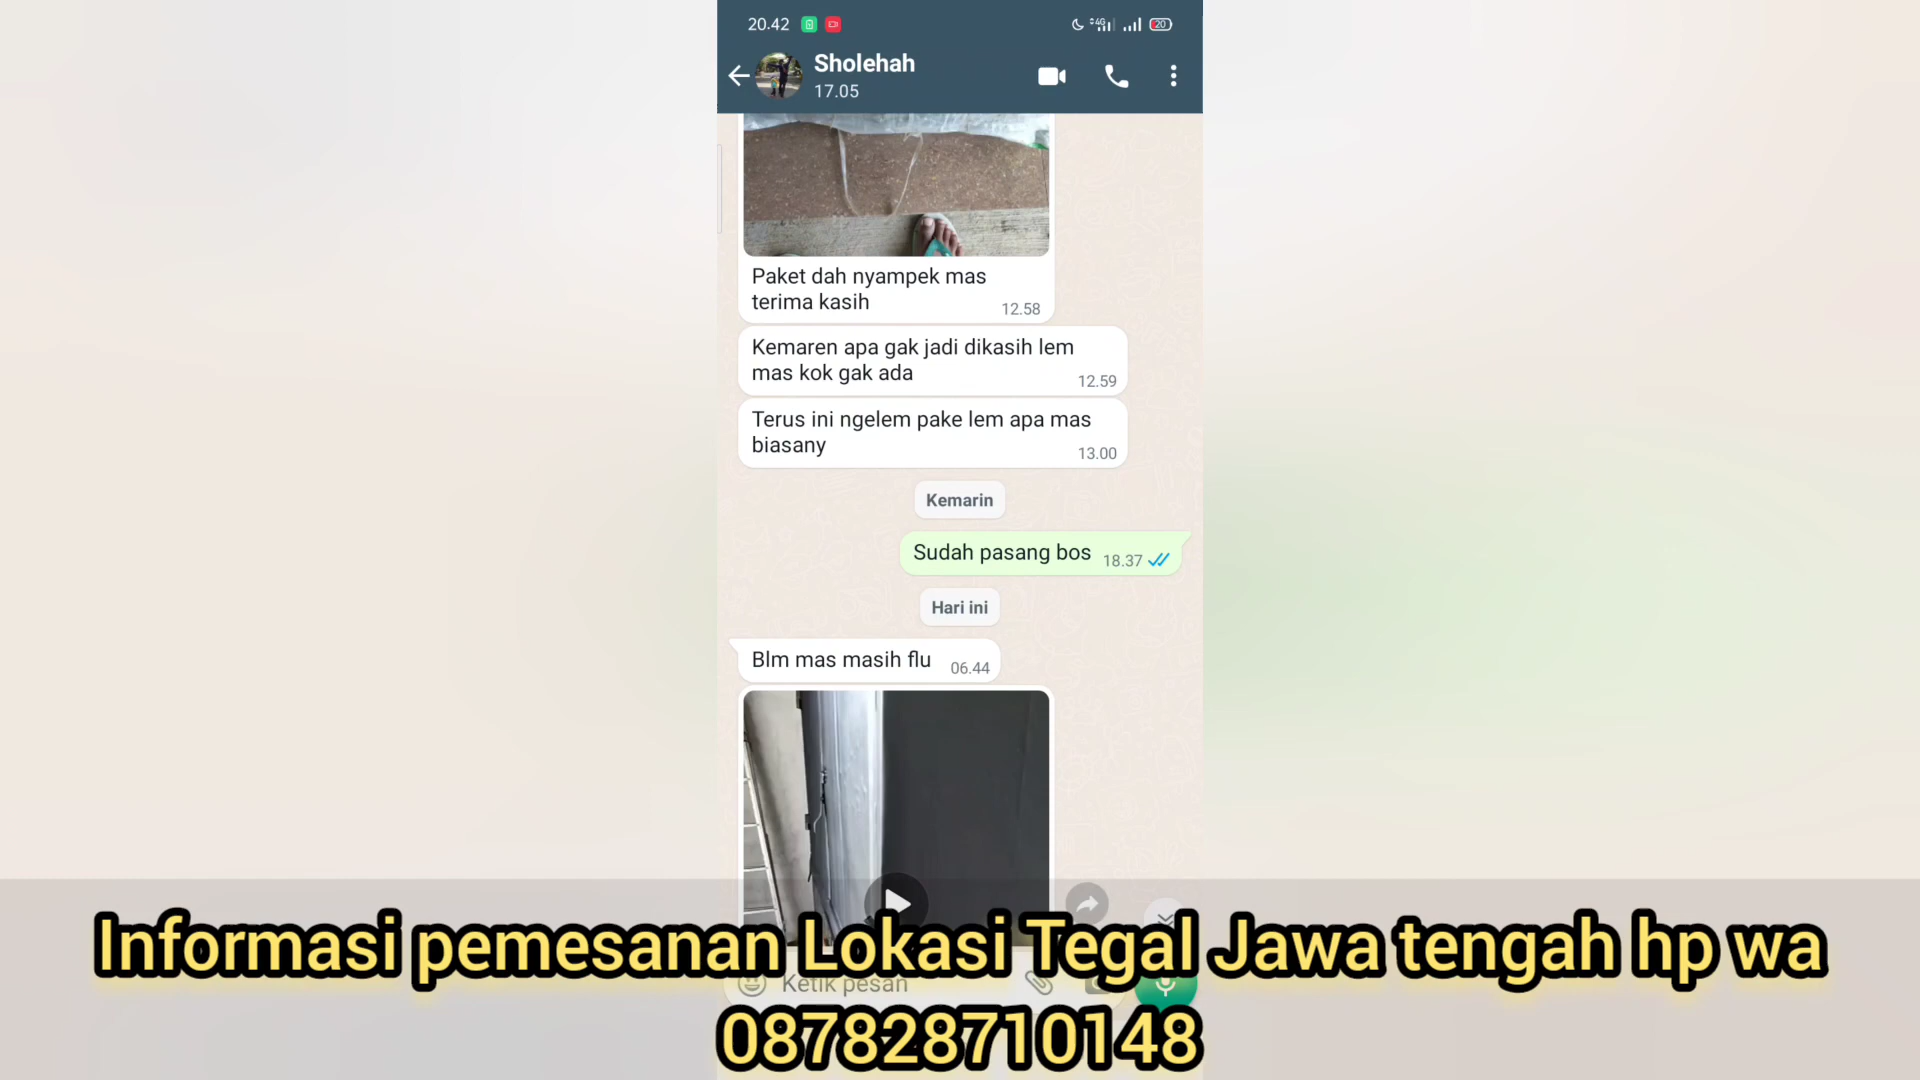 20.42
4G
20
Sholehah
17.05
Paket dah nyampek mas
terima kasih
12.58
Kemaren apa gak jadi dikasih lem
mas kok gak ada
12.59
Terus ini ngelem pake lem apa mas
biasany
13.00
Kemarin
Sudah pasang bos 18.37
Hari ini
Blm mas masih flu 06.44
Ketik pesan
Informasi pemesanan Lokasi Tegal Jawa tengah hp wa
087828710148